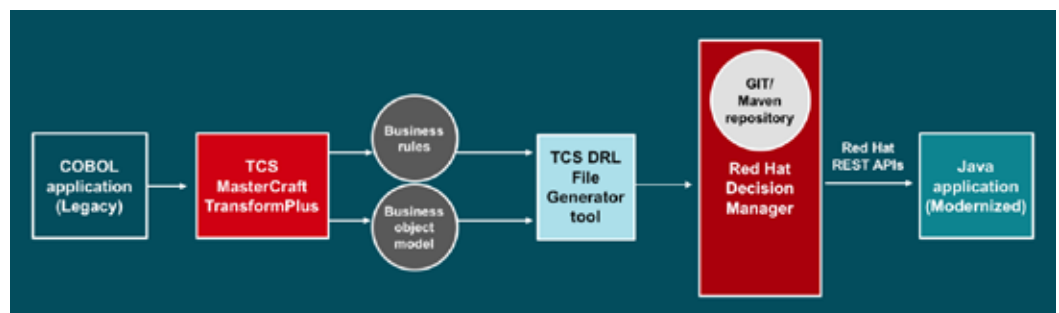 COBOL
application
(Legacy)
TCS
MasterCraft
TransformPlus
Business
rules
Business
object
model
TCS DRL
File
Generator
tool
GIT/
Maven
repository
Red Hat
Decision
Manager
Red Hat
REST APIs
Java
application
(Modernized)